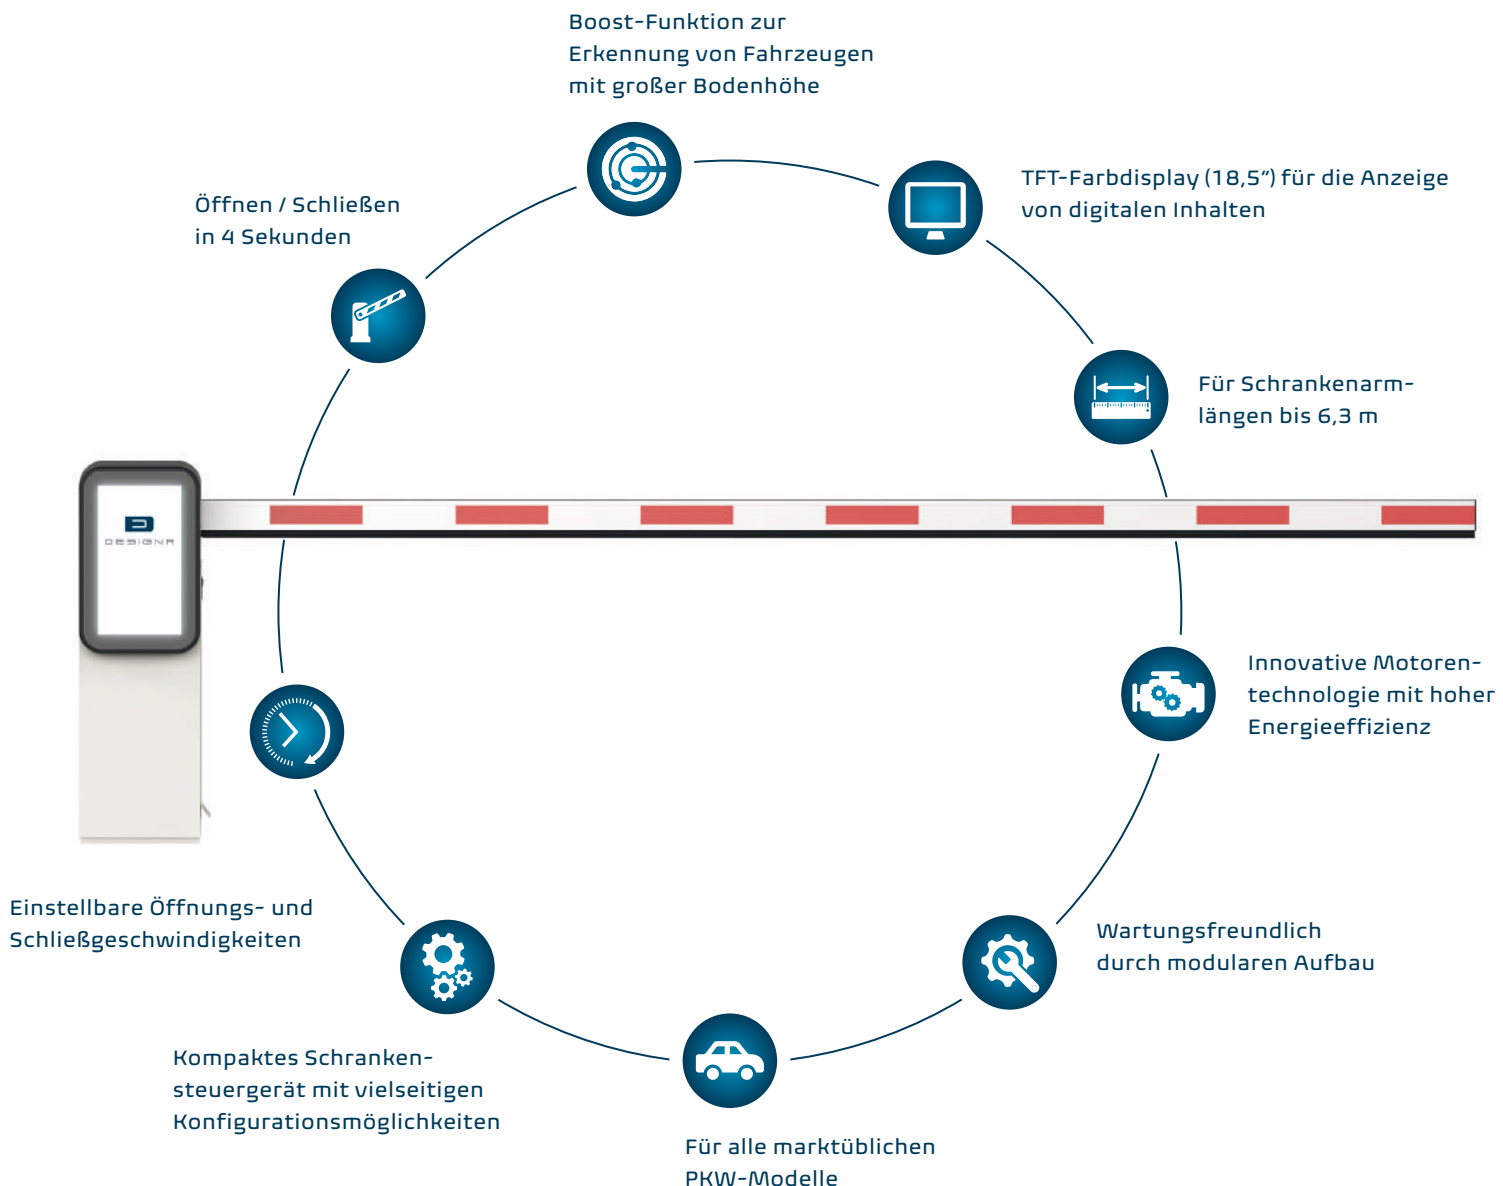 Boost-Funktion zur
Erkennung von Fahrzeugen
mit großer Bodenhöhe
TFT-Farbdisplay (18,5“) für die Anzeige
von digitalen Inhalten
Öffnen / Schließen
in 4 Sekunden
Für Schrankenarm-
längen bis 6,3 m
DESIGNA
Innovative Motoren-
technologie mit hoher
Energieeffizienz
Einstellbare Öffnungs- und
Schließgeschwindigkeiten
Wartungsfreundlich
durch modularen Aufbau
Kompaktes Schranken-
steuergerät mit vielseitigen
Konfigurationsmöglichkeiten
Für alle marktüblichen
PKW-Modelle